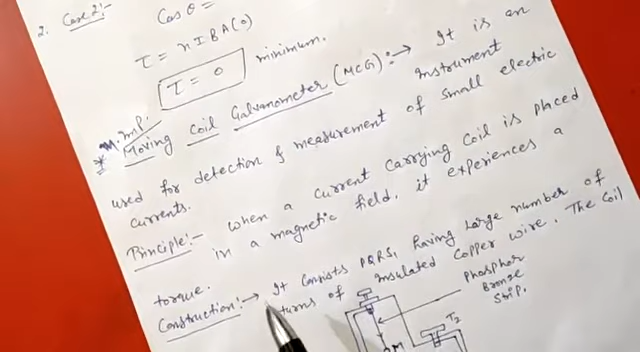 2. Case 2:-
Cos θ =
τ = nIBA(0)
τ = 0 minimum.
M.Imp.
* Moving Coil Galvanometer (MCG) :→ It is an instrument
used for detection & measurement of small electric
currents.
Principle:- When a current carrying coil is placed
in a magnetic field, it experiences a
torque.
Construction:→ It consists PQRS, having large number of
turns of insulated copper wire. The coil
Phosphor
Bronze
Strip.
T2
M